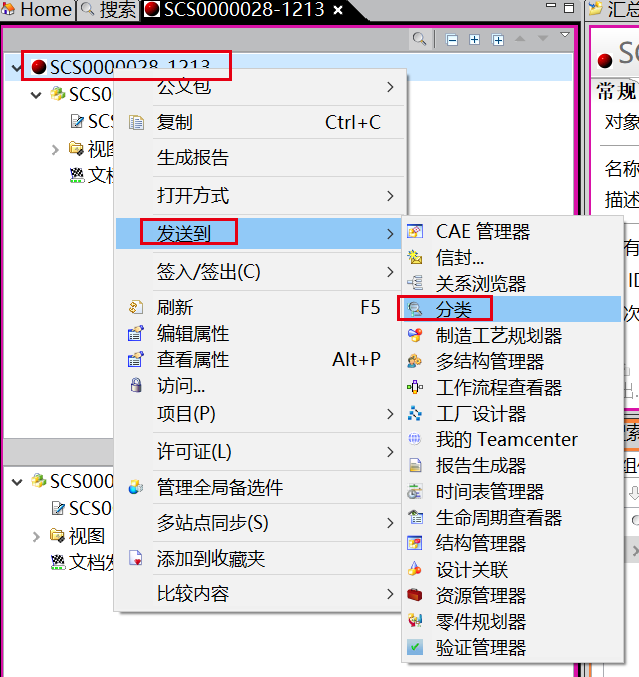 Home
搜索
SCS0000028-1213
汇总
SCS0000028-1213
公文包
SCS0
SCS
视图
文档
复制 Ctrl+C
生成报告
打开方式
发送到
签入/签出(C)
刷新 F5
编辑属性
查看属性 Alt+P
访问...
项目(P)
许可证(L)
管理全局备选件
多站点同步(S)
添加到收藏夹
比较内容
CAE 管理器
信封...
关系浏览器
分类
制造工艺规划器
多结构管理器
工作流程查看器
工厂设计器
我的 Teamcenter
报告生成器
时间表管理器
生命周期查看器
结构管理器
设计关联
资源管理器
零件规划器
验证管理器
SCS000
SCS0
视图
文档发
SC
常规
对象
名称
描述
有
ID
次